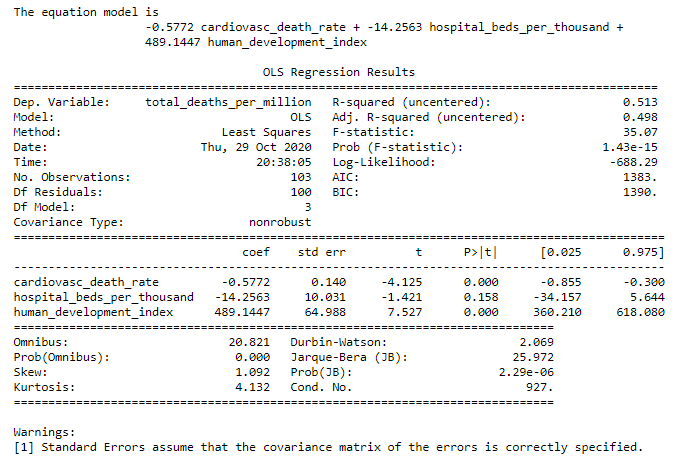 The equation model is
-0.5772 cardiovasc_death_rate + -14.2563 hospital_beds_per_thousand +
489.1447 human_development_index
OLS Regression Results
==============================================================================================
Dep. Variable: total_deaths_per_million R-squared (uncentered): 0.513
Model: OLS Adj. R-squared (uncentered): 0.498
Method: Least Squares F-statistic: 35.07
Date: Thu, 29 Oct 2020 Prob (F-statistic): 1.43e-15
Time: 20:38:05 Log-Likelihood: -688.29
No. Observations: 103 AIC: 1383.
Df Residuals: 100 BIC: 1390.
Df Model: 3
Covariance Type: nonrobust
==============================================================================================
coef std err t P>|t| [0.025 0.975]
----------------------------------------------------------------------------------------------
cardiovasc_death_rate -0.5772 0.140 -4.125 0.000 -0.855 -0.300
hospital_beds_per_thousand -14.2563 10.031 -1.421 0.158 -34.157 5.644
human_development_index 489.1447 64.988 7.527 0.000 360.210 618.080
==============================================================================
Omnibus: 20.821 Durbin-Watson: 2.069
Prob(Omnibus): 0.000 Jarque-Bera (JB): 25.972
Skew: 1.092 Prob(JB): 2.29e-06
Kurtosis: 4.132 Cond. No. 927.
==============================================================================
Warnings:
[1] Standard Errors assume that the covariance matrix of the errors is correctly specified.